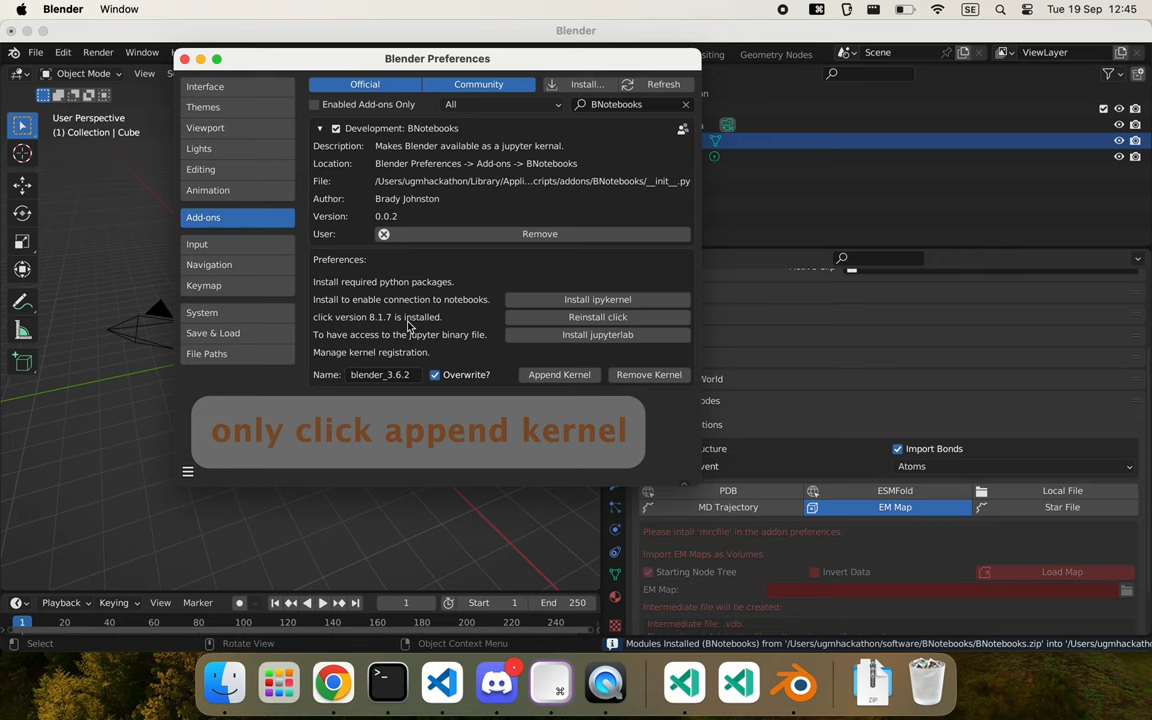 Blender Window SE Tue 19 Sep 12:45
Blender
File Edit Render Window Geometry Nodes Scene ViewLayer
Object Mode View
Blender Preferences
User Perspective
(1) Collection | Cube
Interface
Themes
Viewport
Lights
Editing
Animation
Add-ons
Input
Navigation
Keymap
System
Save & Load
File Paths
Official Community Install... Refresh
Enabled Add-ons Only All BNotebooks
Development: BNotebooks
Description: Makes Blender available as a jupyter kernal.
Location: Blender Preferences -> Add-ons -> BNotebooks
File: /Users/ugmhackathon/Library/Appli...cripts/addons/BNotebooks/__init__.py
Author: Brady Johnston
Version: 0.0.2
User: Remove
Preferences:
Install required python packages.
Install to enable connection to notebooks. Install ipykernel
click version 8.1.7 is installed. Reinstall click
To have access to the jupyter binary file. Install jupyterlab
Manage kernel registration.
Name: blender_3.6.2 Overwrite? Append Kernel Remove Kernel
only click append kernel
World
Import Bonds
Atoms
PDB ESMFold Local File
MD Trajectory EM Map Star File
Please intall 'mrcfile' in the addon preferences.
Import EM Maps as Volumes
Starting Node Tree Invert Data Load Map
EM Map:
Intermediate file will be created:
Intermediate file: .vdb.
Playback Keying View Marker 1 Start 1 End 250
1 20 40 60 80 100 120 140 160 180 200 220 240
Select Rotate View Object Context Menu Modules Installed (BNotebooks) from '/Users/ugmhackathon/software/BNotebooks/BNotebooks.zip' into '/Users/ugmhackath
ZIP